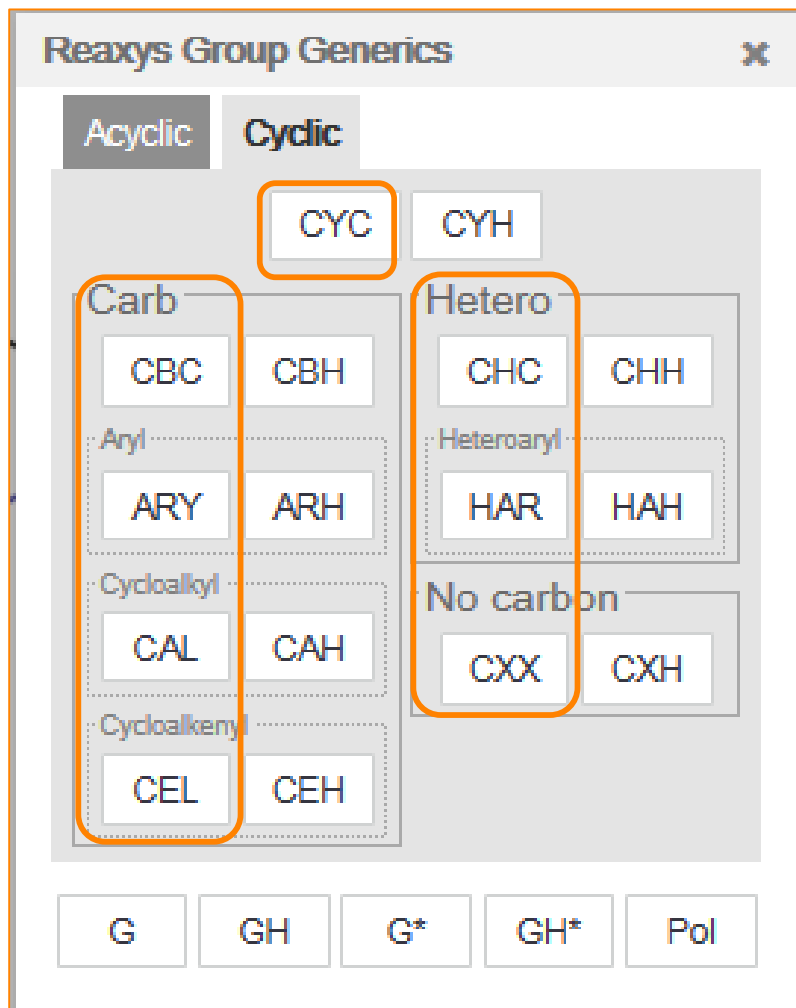 Reaxys Group Generics ×
Acyclic Cyclic
CYC CYH
Carb
CBC CBH
Aryl
ARY ARH
Cycloalkyl
CAL CAH
Cycloalkenyl
CEL CEH
Hetero
CHC CHH
Heteroaryl
HAR HAH
No carbon
CXX CXH
G GH G* GH* Pol